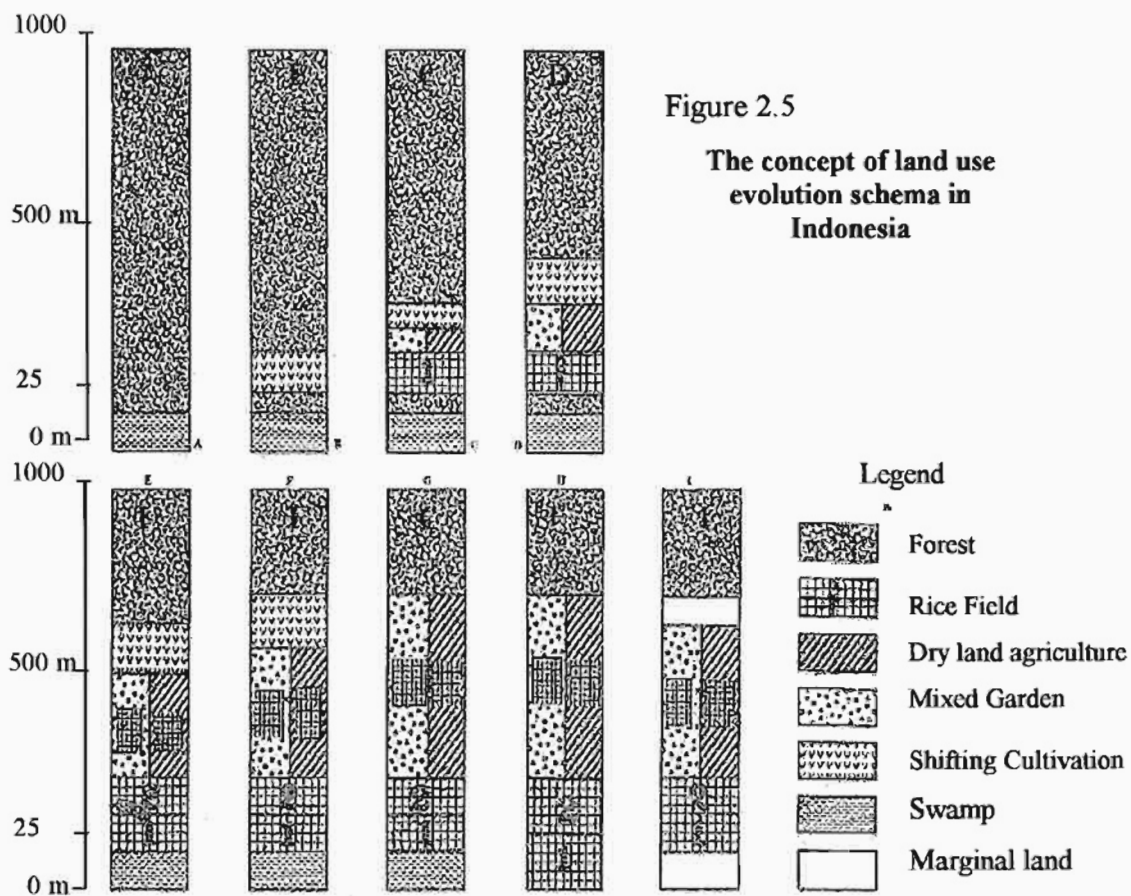 1000
A B C D
Figure 2.5
The concept of land use
evolution schema in
Indonesia
500 m
25
0 m
A B C D
1000
E F G H I
Legend
Forest
Rice Field
Dry land agriculture
Mixed Garden
Shifting Cultivation
Swamp
Marginal land
500 m
25
0 m